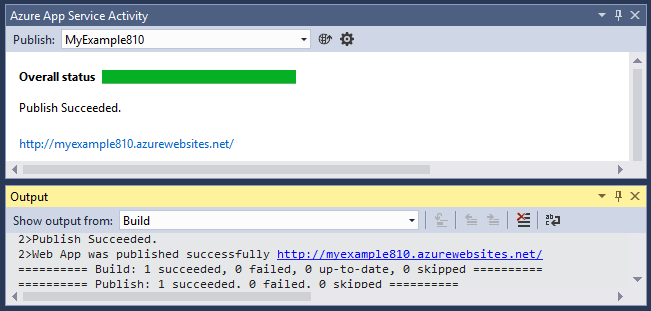 Azure App Service Activity
Publish: MyExample810
Overall status
Publish Succeeded.
http://myexample810.azurewebsites.net/
Output
Show output from: Build
2>Publish Succeeded.
2>Web App was published successfully http://myexample810.azurewebsites.net/
========== Build: 1 succeeded, 0 failed, 0 up-to-date, 0 skipped ==========
========== Publish: 1 succeeded, 0 failed, 0 skipped ==========